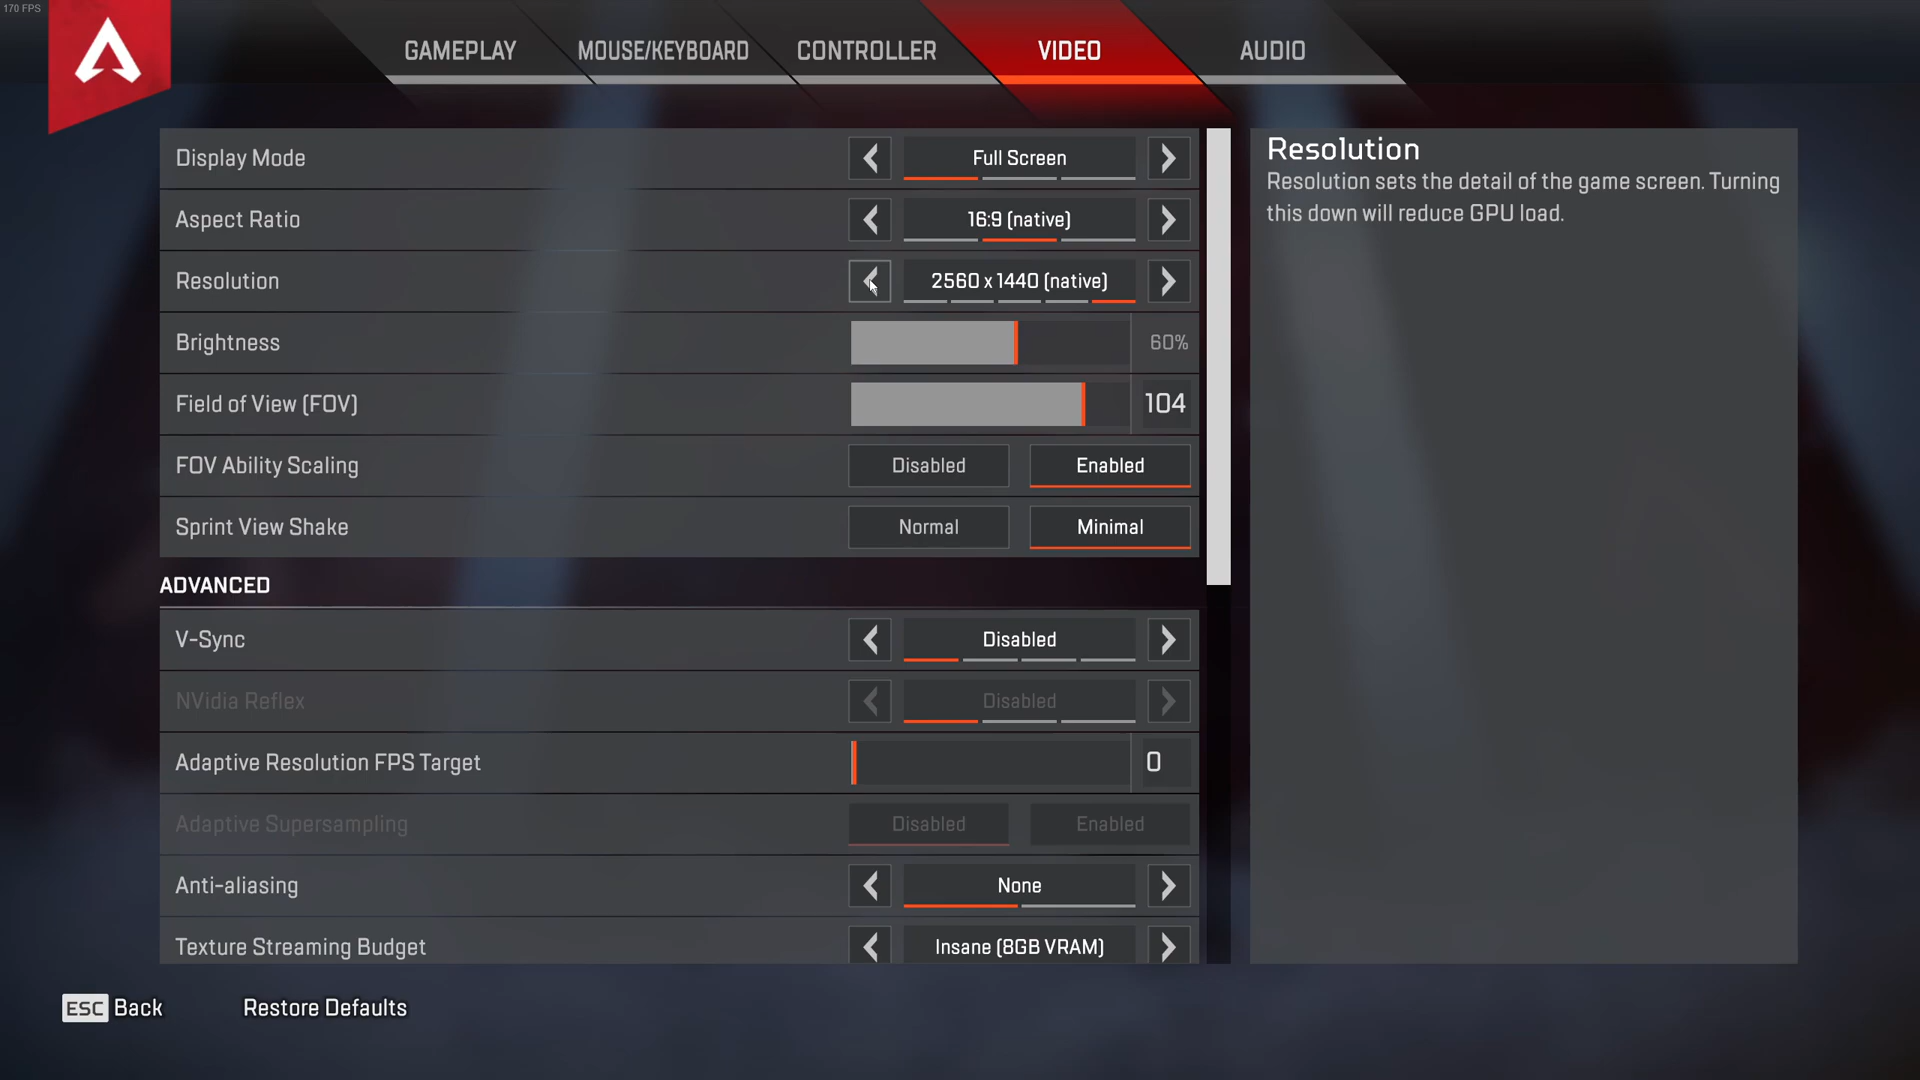 170 FPS
GAMEPLAY MOUSE/KEYBOARD CONTROLLER VIDEO AUDIO
Display Mode Full Screen
Aspect Ratio 16:9 (native)
Resolution 2560 x 1440 (native)
Brightness 60%
Field of View (FOV) 104
FOV Ability Scaling Disabled Enabled
Sprint View Shake Normal Minimal
ADVANCED
V-Sync Disabled
NVidia Reflex Disabled
Adaptive Resolution FPS Target 0
Adaptive Supersampling Disabled Enabled
Anti-aliasing None
Texture Streaming Budget Insane (8GB VRAM)
Resolution
Resolution sets the detail of the game screen. Turning
this down will reduce GPU load.
ESC Back Restore Defaults